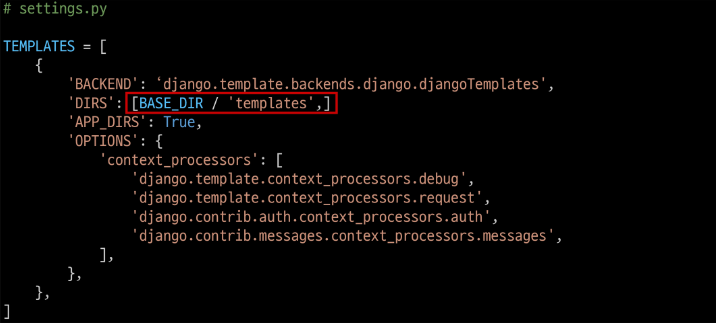 # settings.py
TEMPLATES = [
{
'BACKEND': ‘django.template.backends.django.djangoTemplates',
'DIRS': [BASE_DIR / 'templates',]
'APP_DIRS': True,
'OPTIONS': {
'context_processors': [
'django.template.context_processors.debug',
'django.template.context_processors.request',
'django.contrib.auth.context_processors.auth',
'django.contrib.messages.context_processors.messages',
],
},
},
]